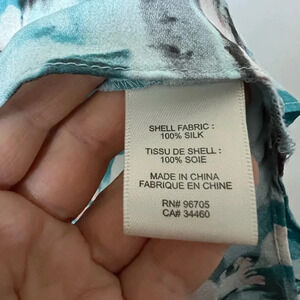 SHELL FABRIC :
100% SILK
TISSU DE SHELL :
100% SOIE
MADE IN CHINA
FABRIQUE EN CHINE
RN# 96705
CA# 34460